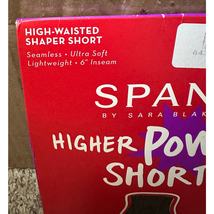 HIGH-WAISTED
SHAPER SHORT
Seamless • Ultra Soft
Lightweight • 6" Inseam
SPAN
BY SARA BLAK
HIGHER POW
SHORT